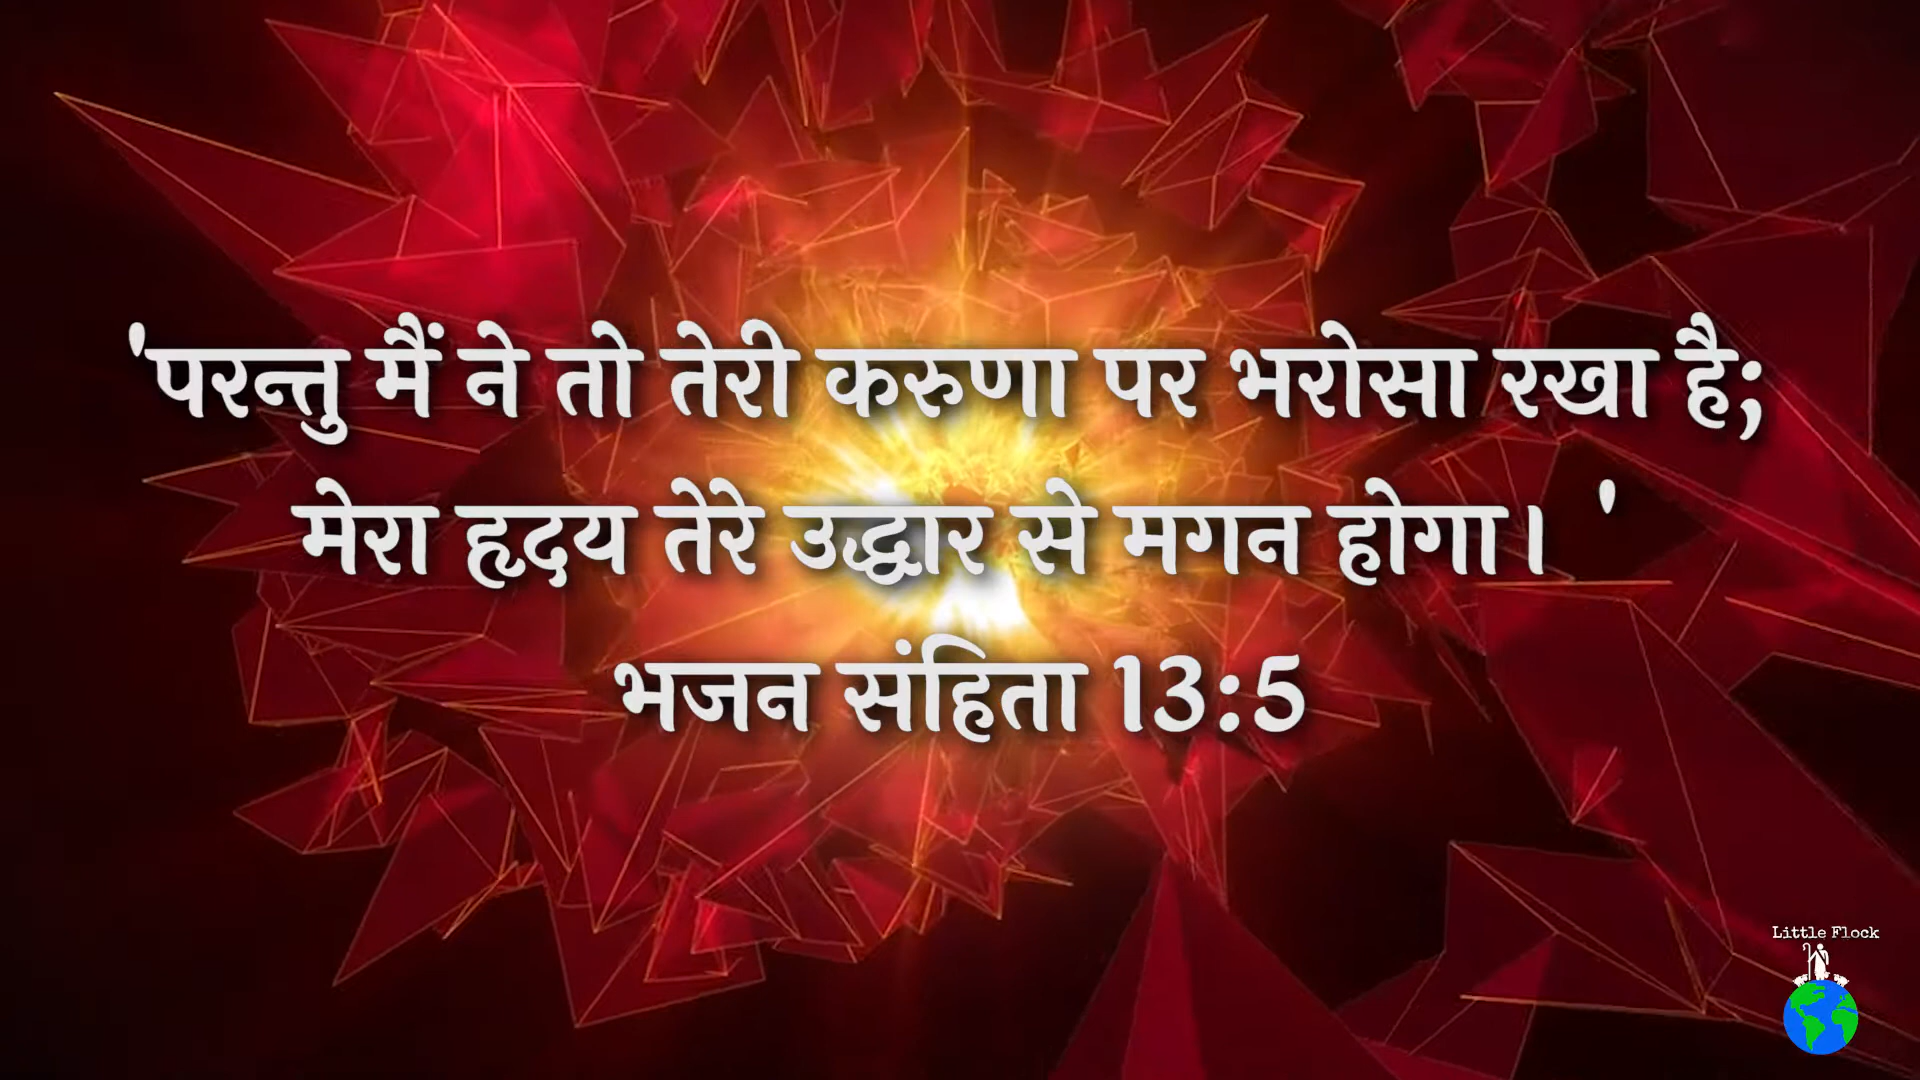 'परन्तु मैं ने तो तेरी करुणा पर भरोसा रखा है;
मेरा हृदय तेरे उद्धार से मगन होगा। '
भजन संहिता 13:5
Little Flock